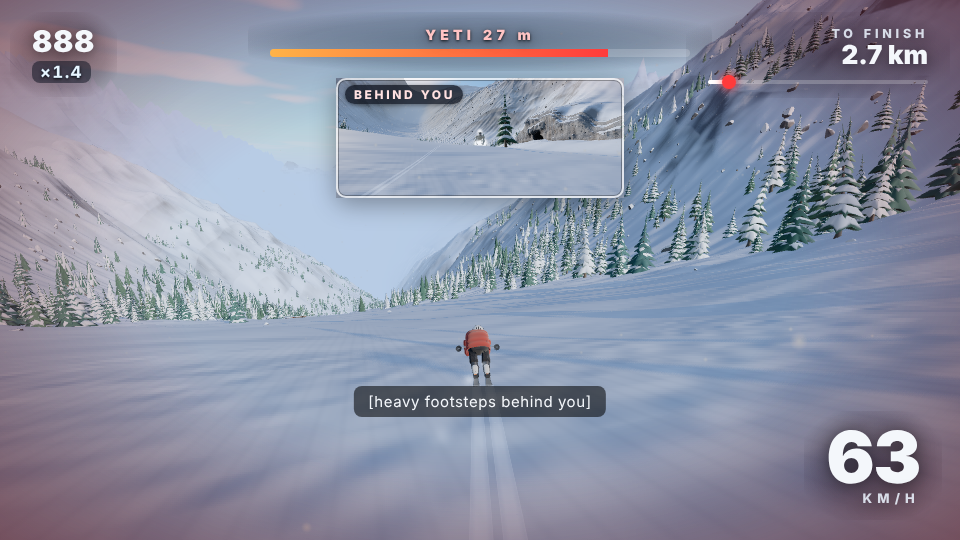 888
×1.4
YETI 27 m
BEHIND YOU
TO FINISH
2.7 km
[heavy footsteps behind you]
63
KM/H